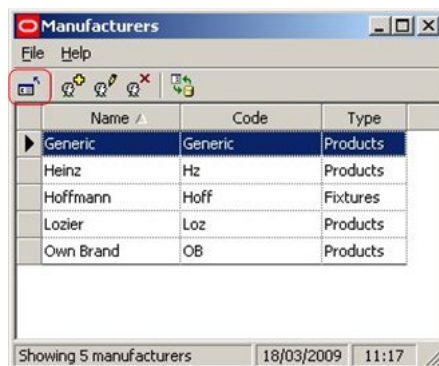 Manufacturers
File Help
Name Code Type
Generic Generic Products
Heinz Hz Products
Hoffmann Hoff Fixtures
Lozier Loz Products
Own Brand OB Products
Showing 5 manufacturers 18/03/2009 11:17